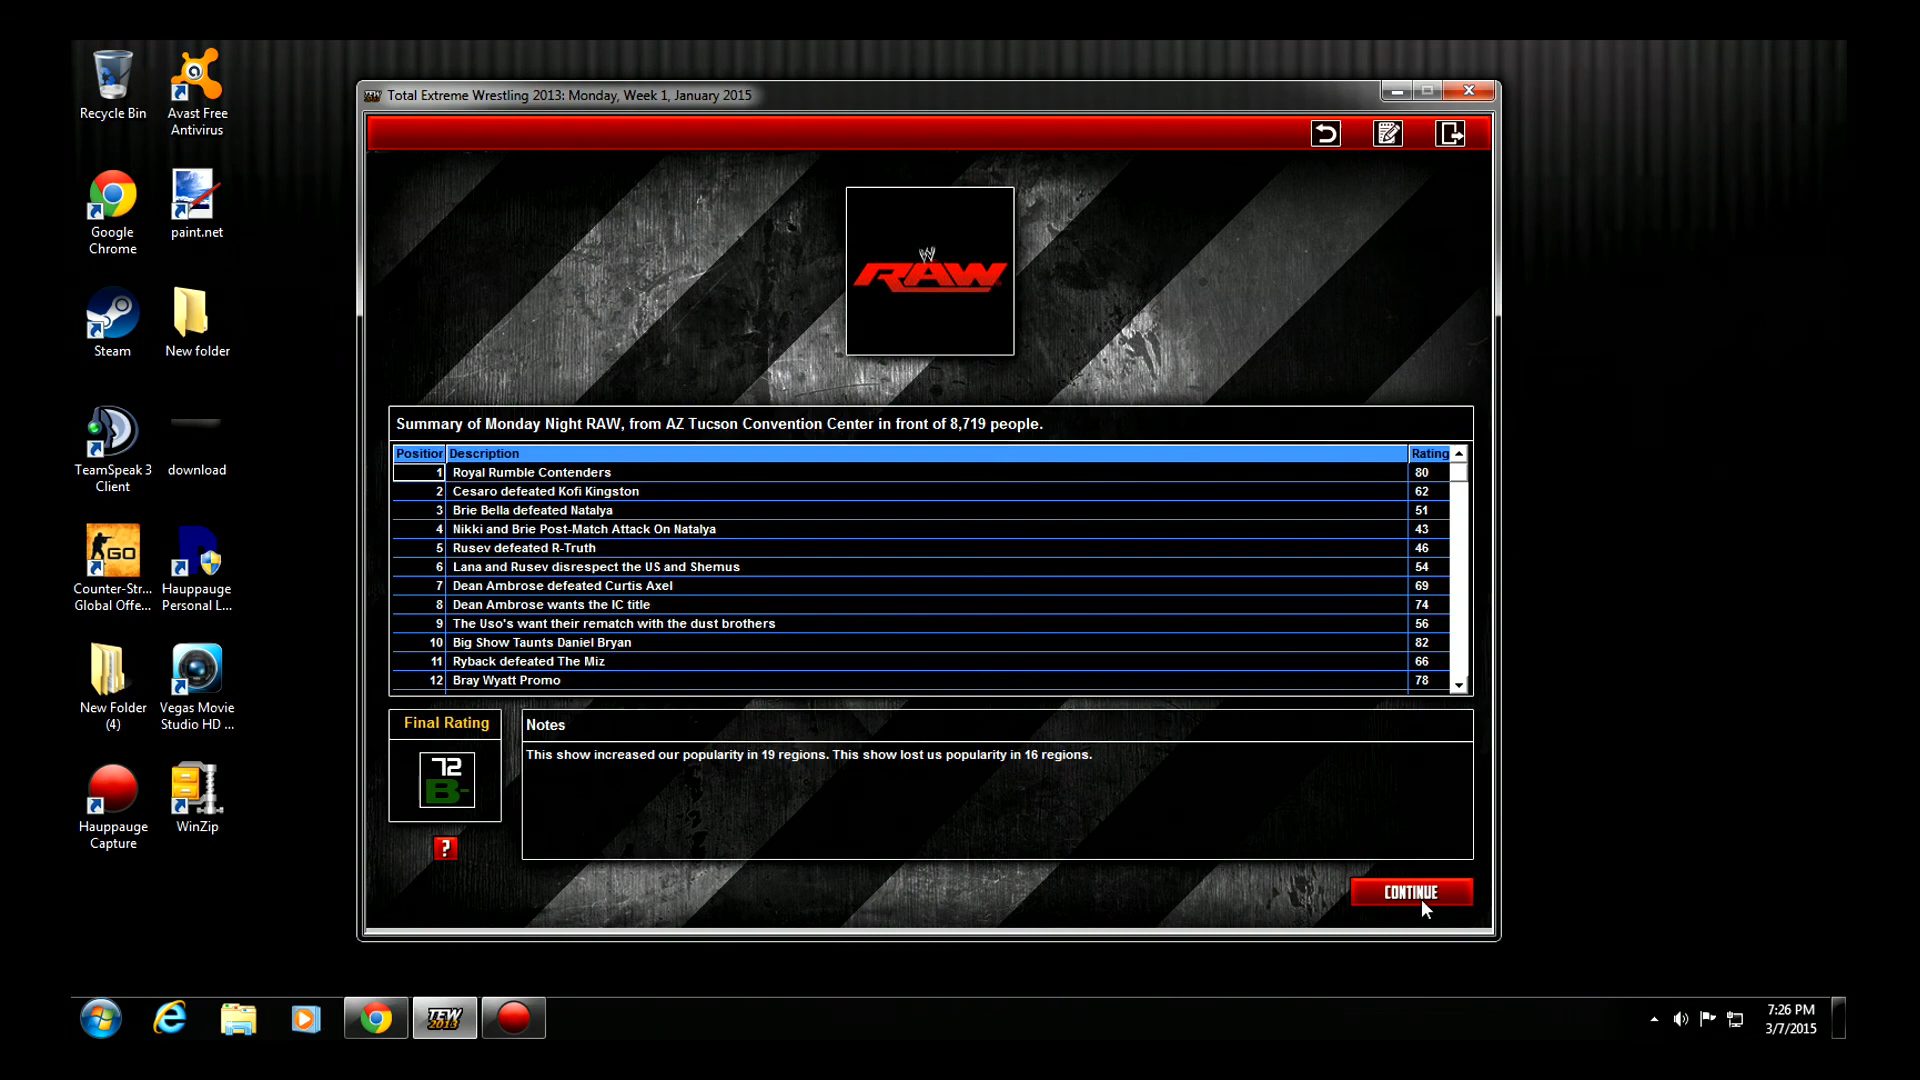 Recycle Bin
Avast Free
Antivirus
Google
Chrome
paint.net
Steam
New folder
TeamSpeak 3
Client
download
GO
Counter-Str...
Global Offe...
Hauppauge
Personal L...
New Folder
(4)
Vegas Movie
Studio HD ...
Hauppauge
Capture
WinZip
Total Extreme Wrestling 2013: Monday, Week 1, January 2015
W
RAW
Summary of Monday Night RAW, from AZ Tucson Convention Center in front of 8,719 people.
Position Description Rating
1 Royal Rumble Contenders 80
2 Cesaro defeated Kofi Kingston 62
3 Brie Bella defeated Natalya 51
4 Nikki and Brie Post-Match Attack On Natalya 43
5 Rusev defeated R-Truth 46
6 Lana and Rusev disrespect the US and Shemus 54
7 Dean Ambrose defeated Curtis Axel 69
8 Dean Ambrose wants the IC title 74
9 The Uso's want their rematch with the dust brothers 56
10 Big Show Taunts Daniel Bryan 82
11 Ryback defeated The Miz 66
12 Bray Wyatt Promo 78
Final Rating
72
B-
?
Notes
This show increased our popularity in 19 regions. This show lost us popularity in 16 regions.
CONTINUE
TEW
2013
7:26 PM
3/7/2015